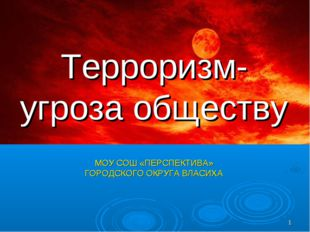 Терроризм-
угроза обществу
МОУ СОШ «ПЕРСПЕКТИВА»
ГОРОДСКОГО ОКРУГА ВЛАСИХА
1